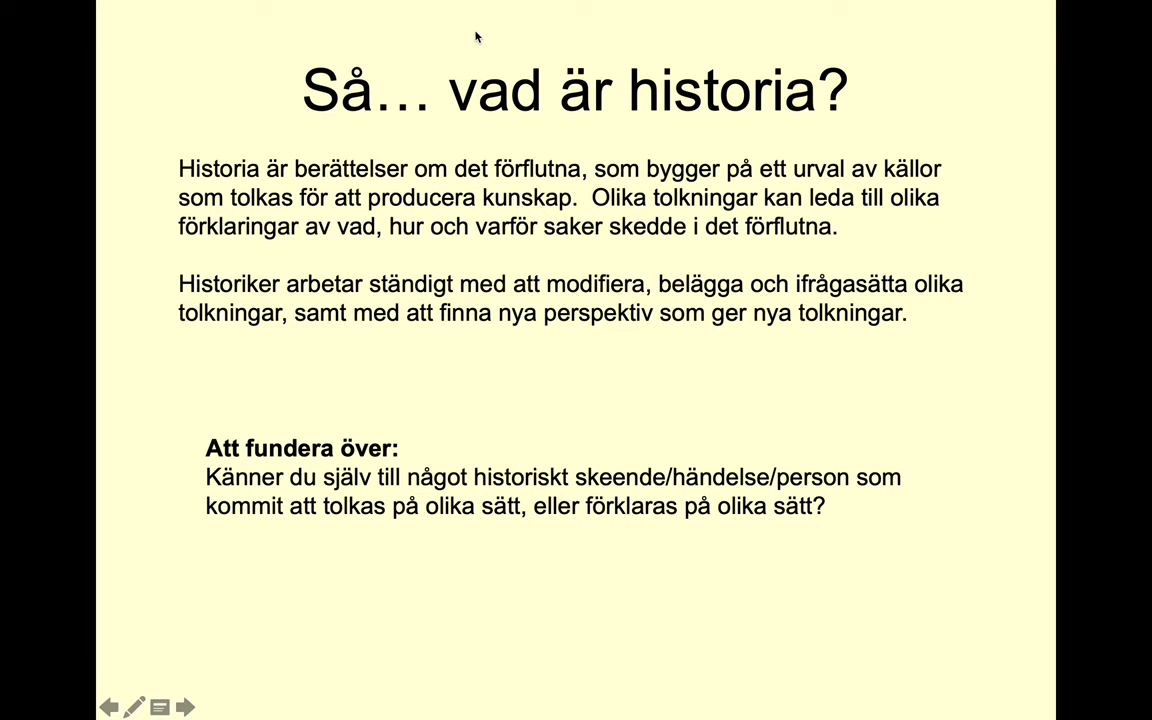 Så… vad är historia?
Historia är berättelser om det förflutna, som bygger på ett urval av källor
som tolkas för att producera kunskap.  Olika tolkningar kan leda till olika
förklaringar av vad, hur och varför saker skedde i det förflutna.
Historiker arbetar ständigt med att modifiera, belägga och ifrågasätta olika
tolkningar, samt med att finna nya perspektiv som ger nya tolkningar.
Att fundera över:
Känner du själv till något historiskt skeende/händelse/person som
kommit att tolkas på olika sätt, eller förklaras på olika sätt?